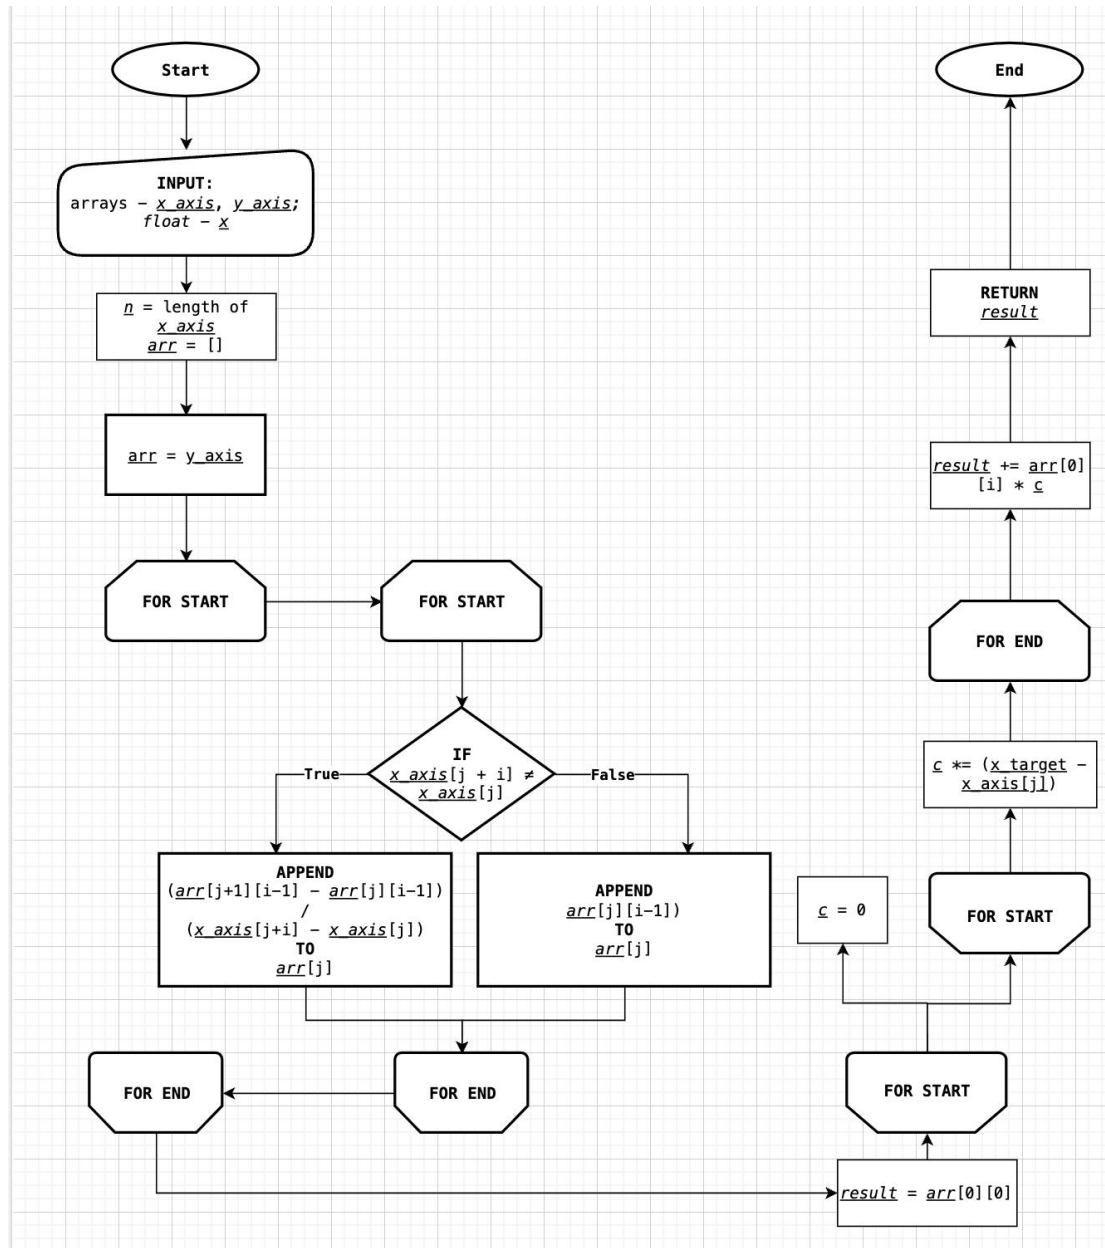 Start
INPUT:
arrays – x_axis, y_axis;
float – x
n = length of
x_axis
arr = []
arr = y_axis
FOR START
FOR START
IF
x_axis[j + i] ≠
x_axis[j]
True
False
APPEND
(arr[j+1][i–1] – arr[j][i–1])
/
(x_axis[j+i] – x_axis[j])
TO
arr[j]
APPEND
arr[j][i–1])
TO
arr[j]
FOR END
FOR END
result = arr[0][0]
FOR START
c = 0
FOR START
c *= (x_target –
x_axis[j])
FOR END
result += arr[0]
[i] * c
RETURN
result
End